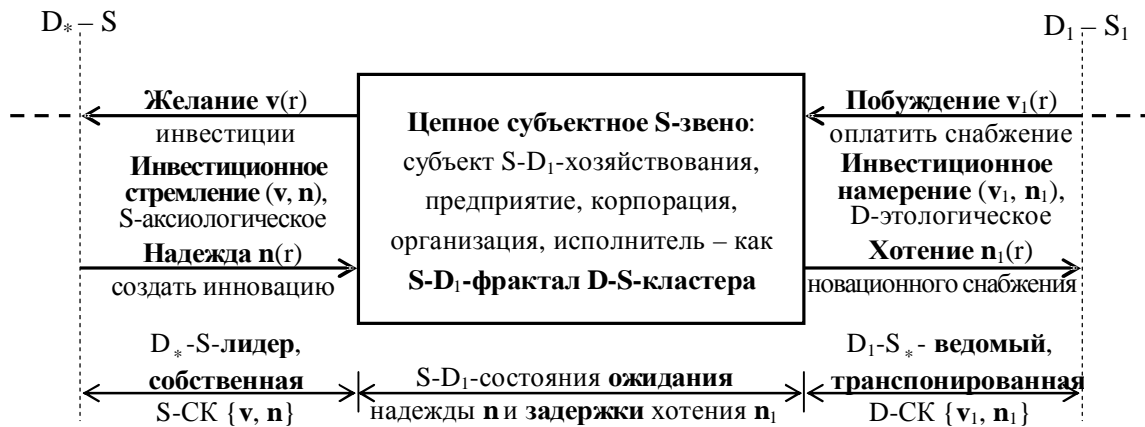 D* – S
D₁ – S₁
Желание v(r)
инвестиции
Инвестиционное
стремление (v, n),
S-аксиологическое
Надежда n(r)
создать инновацию
Цепное субъектное S-звено:
субъект S-D₁-хозяйствования,
предприятие, корпорация,
организация, исполнитель – как
S-D₁-фрактал D-S-кластера
Побуждение v₁(r)
оплатить снабжение
Инвестиционное
намерение (v₁, n₁),
D-этологическое
Хотение n₁(r)
новационного снабжения
D*-S-лидер,
собственная
S-СК {v, n}
S-D₁-состояния ожидания
надежды n и задержки хотения n₁
D₁-S*- ведомый,
транспонированная
D-СК {v₁, n₁}